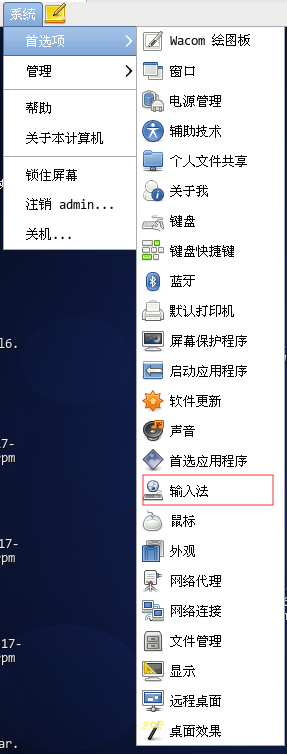 系统
首选项
管理
帮助
关于本计算机
锁住屏幕
注销 admin...
关机...
Wacom 绘图板
窗口
电源管理
辅助技术
个人文件共享
关于我
键盘
键盘快捷键
蓝牙
默认打印机
屏幕保护程序
启动应用程序
软件更新
声音
首选应用程序
输入法
鼠标
外观
网络代理
网络连接
文件管理
显示
远程桌面
桌面效果
l6.
17-
pm
17-
pm
:17-
pm
ar.